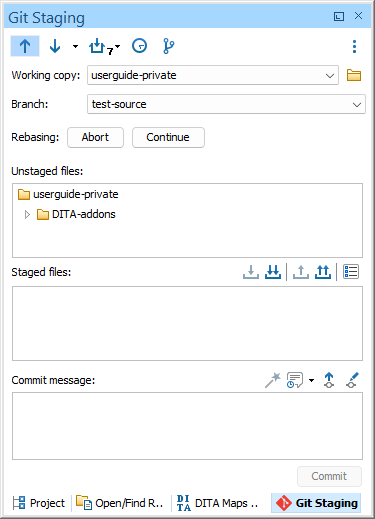 Git Staging
7
Working copy: userguide-private
Branch: test-source
Rebasing: Abort Continue
Unstaged files:
userguide-private
DITA-addons
Staged files:
Commit message:
Commit
Project Open/Find R.. DITA DITA Maps .. Git Staging